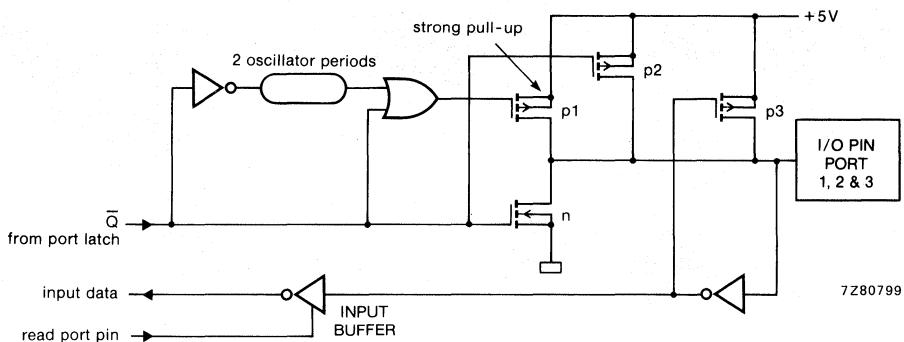 strong pull-up
+5V
2 oscillator periods
p2
p1
p3
I/O PIN
PORT
1, 2 & 3
Q̅
from port latch
n
input data
INPUT
BUFFER
read port pin
7Z80799